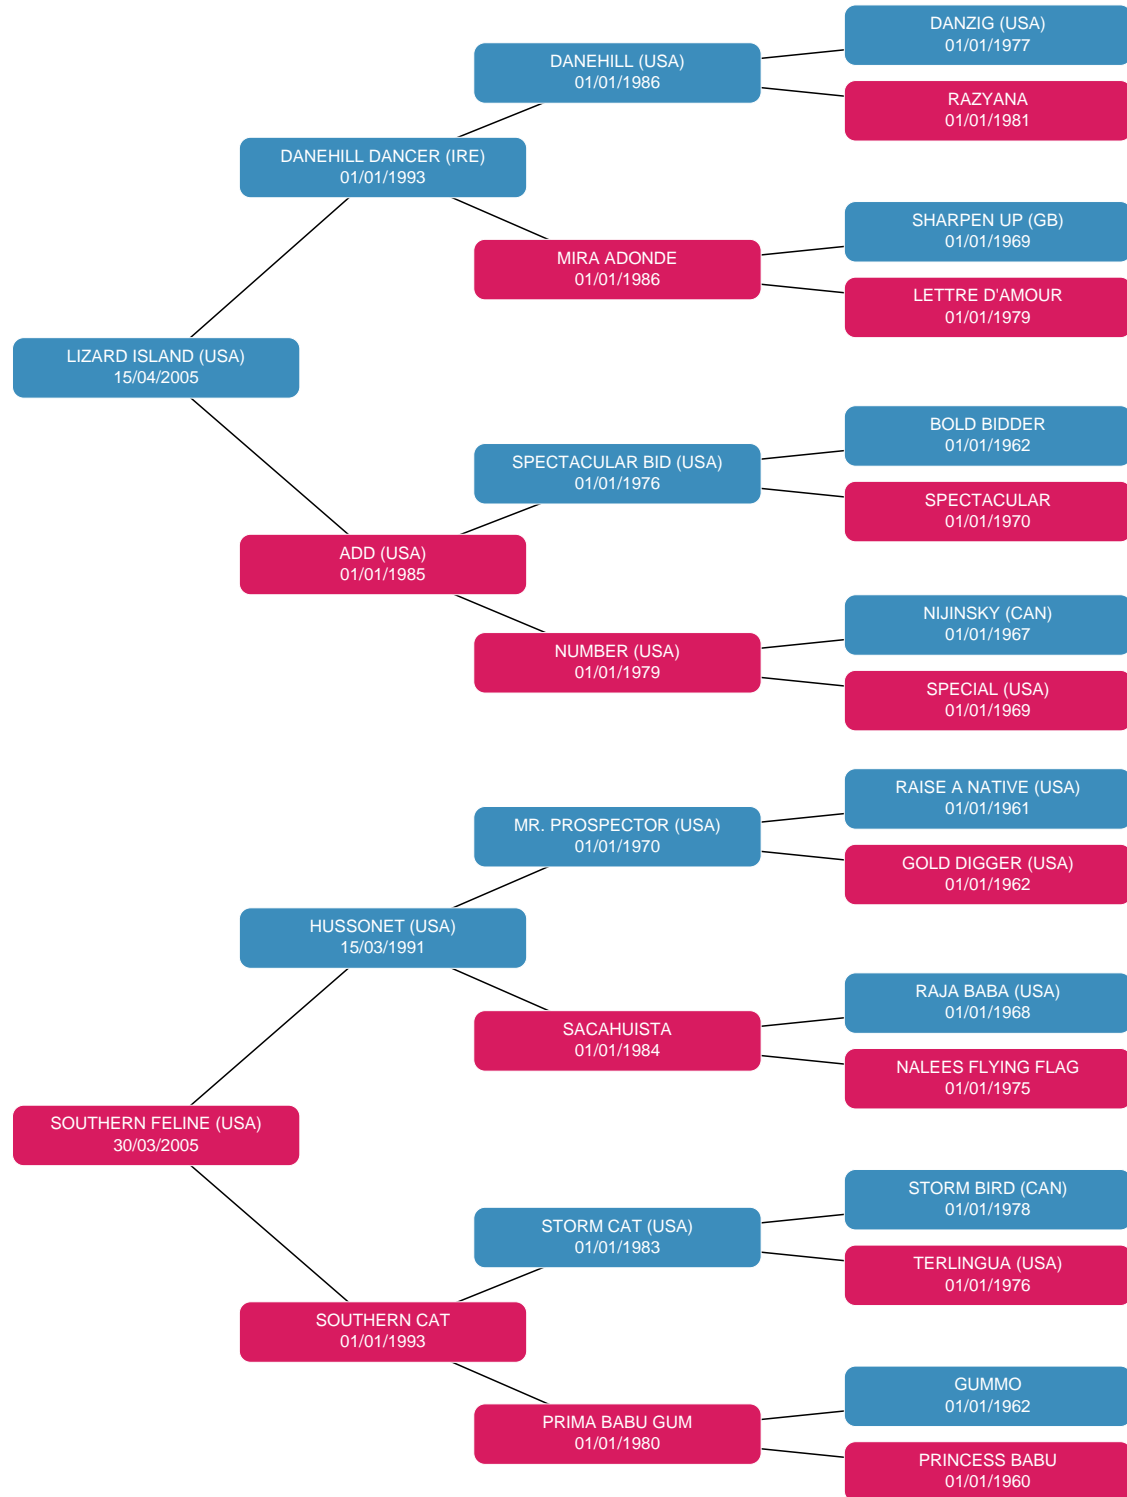 DANZIG (USA)
01/01/1977
DANEHILL (USA)
01/01/1986
RAZYANA
01/01/1981
DANEHILL DANCER (IRE)
01/01/1993
SHARPEN UP (GB)
01/01/1969
MIRA ADONDE
01/01/1986
LETTRE D'AMOUR
01/01/1979
LIZARD ISLAND (USA)
15/04/2005
BOLD BIDDER
01/01/1962
SPECTACULAR BID (USA)
01/01/1976
SPECTACULAR
01/01/1970
ADD (USA)
01/01/1985
NIJINSKY (CAN)
01/01/1967
NUMBER (USA)
01/01/1979
SPECIAL (USA)
01/01/1969
RAISE A NATIVE (USA)
01/01/1961
MR. PROSPECTOR (USA)
01/01/1970
GOLD DIGGER (USA)
01/01/1962
HUSSONET (USA)
15/03/1991
RAJA BABA (USA)
01/01/1968
SACAHUISTA
01/01/1984
NALEES FLYING FLAG
01/01/1975
SOUTHERN FELINE (USA)
30/03/2005
STORM BIRD (CAN)
01/01/1978
STORM CAT (USA)
01/01/1983
TERLINGUA (USA)
01/01/1976
SOUTHERN CAT
01/01/1993
GUMMO
01/01/1962
PRIMA BABU GUM
01/01/1980
PRINCESS BABU
01/01/1960